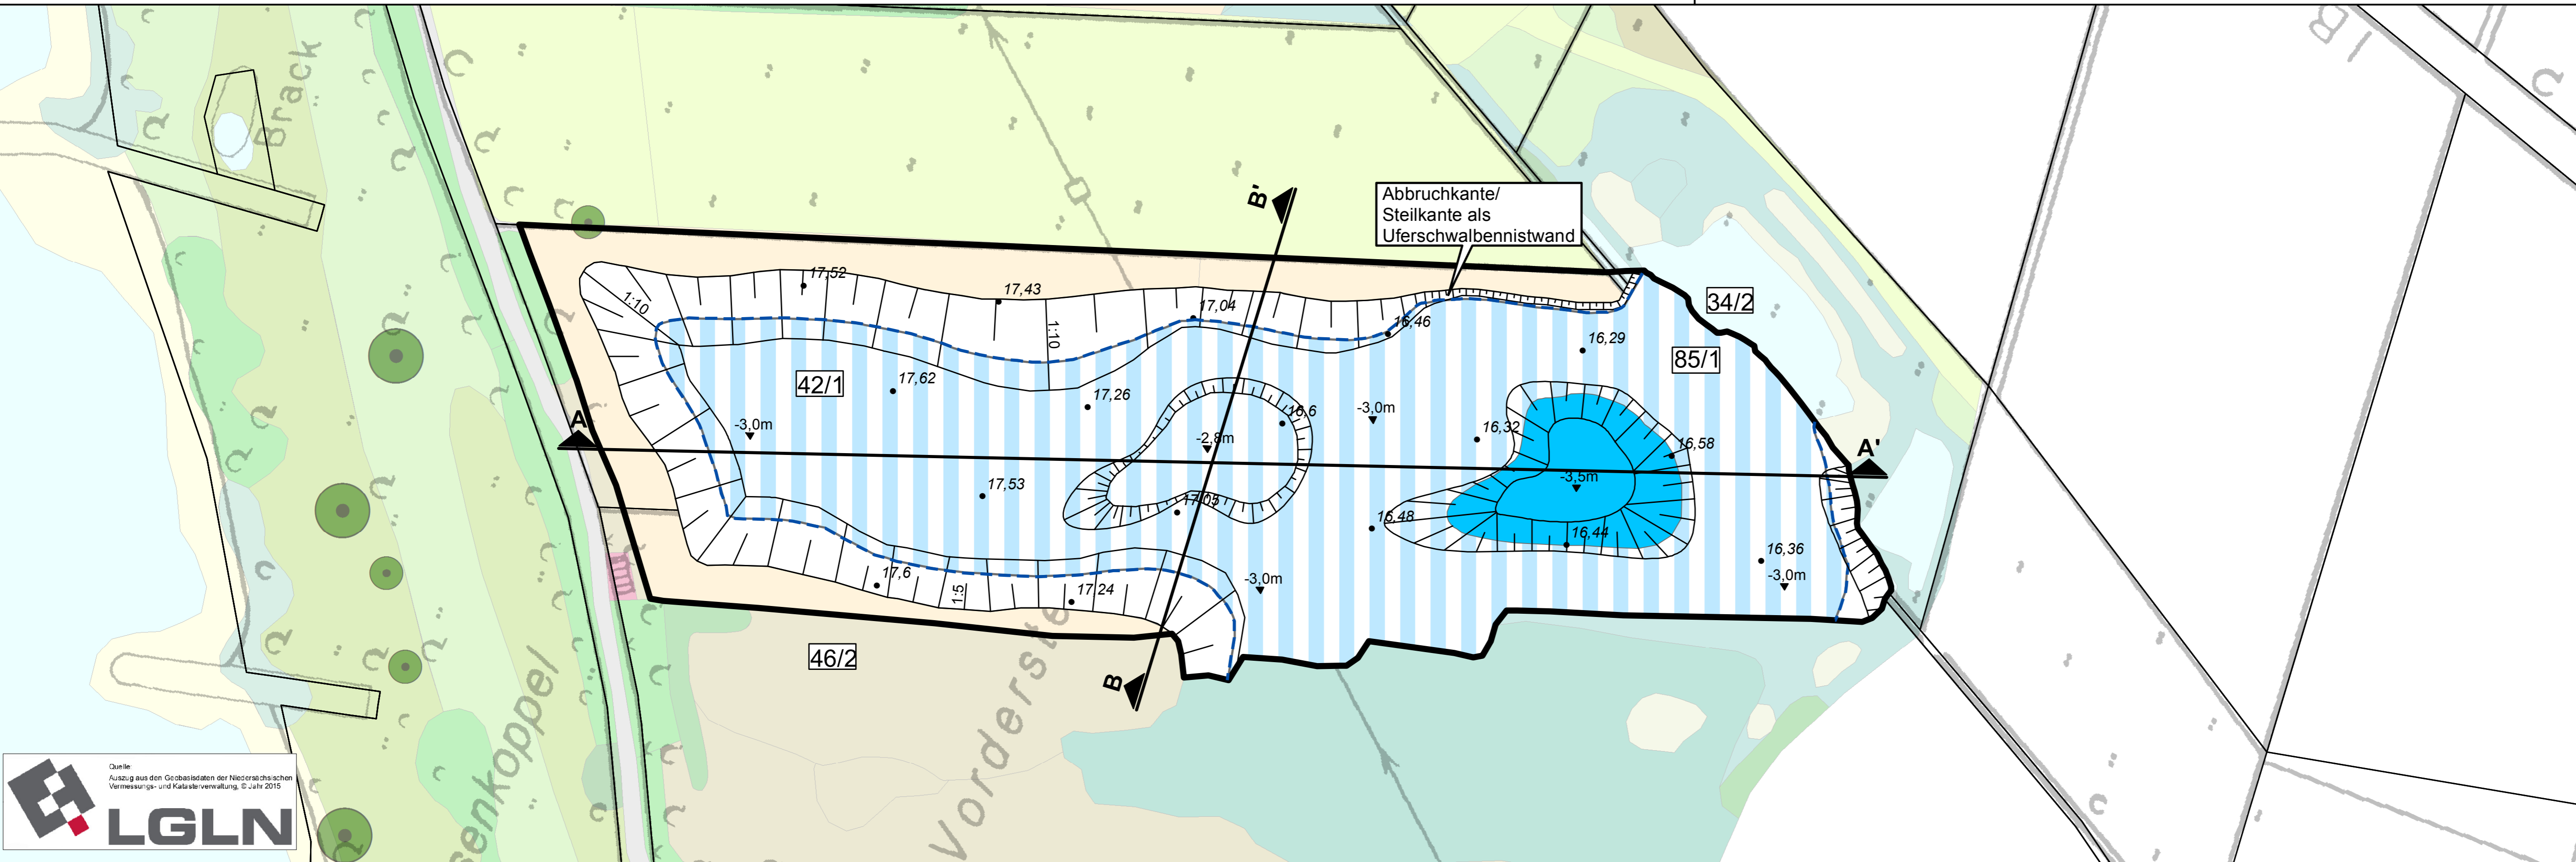 Brack
B'
Abbruchkante/
Steilkante als
Uferschwalbennistwand
17,52
17,43
17,04
16,46
16,29
34/2
85/1
1:10
1:10
42/1
17,62
17,26
16,6
-3,0m
16,32
16,58
A
-3,0m
-2,8m
A'
-3,5m
17,53
17,05
16,48
16,44
16,36
-3,0m
-3,0m
17,6
1:5
17,24
46/2
B
senkoppel
Vorderste
Quelle:
Auszug aus den Geobasisdaten der Niedersächsischen
Vermessungs- und Katasterverwaltung, © Jahr 2015
LGLN